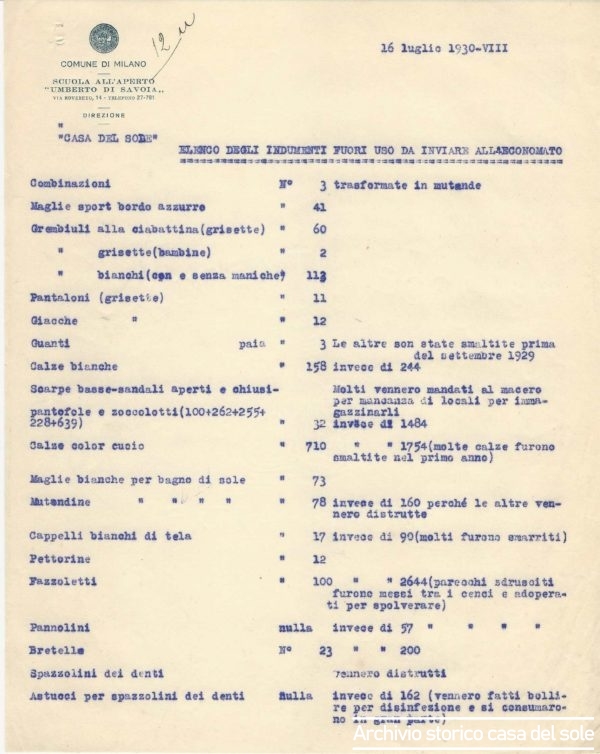 12 u
COMUNE DI MILANO
SCUOLA ALL'APERTO
"UMBERTO DI SAVOIA,,
VIA ROVERETO, 14 - TELEFONO 27-781
DIREZIONE
16 luglio 1930-VIII
"
"CASA DEL SOLE"
ELENCO DEGLI INDUMENTI FUORI USO DA INVIARE ALL'ECONOMATO
Combinazioni N° 3 trasformate in mutande
Maglie sport bordo azzurro " 41
Grembiuli alla ciabattina(grisette) " 60
" grisette(bambine) " 2
" bianchi(con e senza maniche) " 113
Pantaloni (grisette) " 11
Giacche " " 12
Guanti paia " 3 Le altre son state smaltite prima
del settembre 1929
Calze bianche " 158 invece di 244
Scarpe basse-sandali aperti e chiusi- Molti vennero mandati al macero
per mancanza di locali per imma-
pantofole e zoccolotti(100+262+255+ gazzinarli
228+639) " 32 invece di 1484
Calze color cuoio " 710 " " 1754(molte calze furono
smaltite nel primo anno)
Maglie bianche per bagno di sole " 73
Mutandine " " " " " 78 invece di 160 perché le altre ven-
nero distrutte
Cappelli bianchi di tela " 17 invece di 90(molti furono smarriti)
Pettorine " 12
Fazzoletti " 100 " " 2644(parecchi sdrusciti
furono messi tra i cenci e adopera-
ti per spolverare)
Pannolini nulla invece di 57 " " " "
Bretelle N° 23 " " 200
Spazzolini dei denti vennero distrutti
Astucci per spazzolini dei denti nulla invece di 162 (vennero fatti bolli-
re per disinfezione e si consumaro-
no in gran parte)
Archivio storico casa del sole